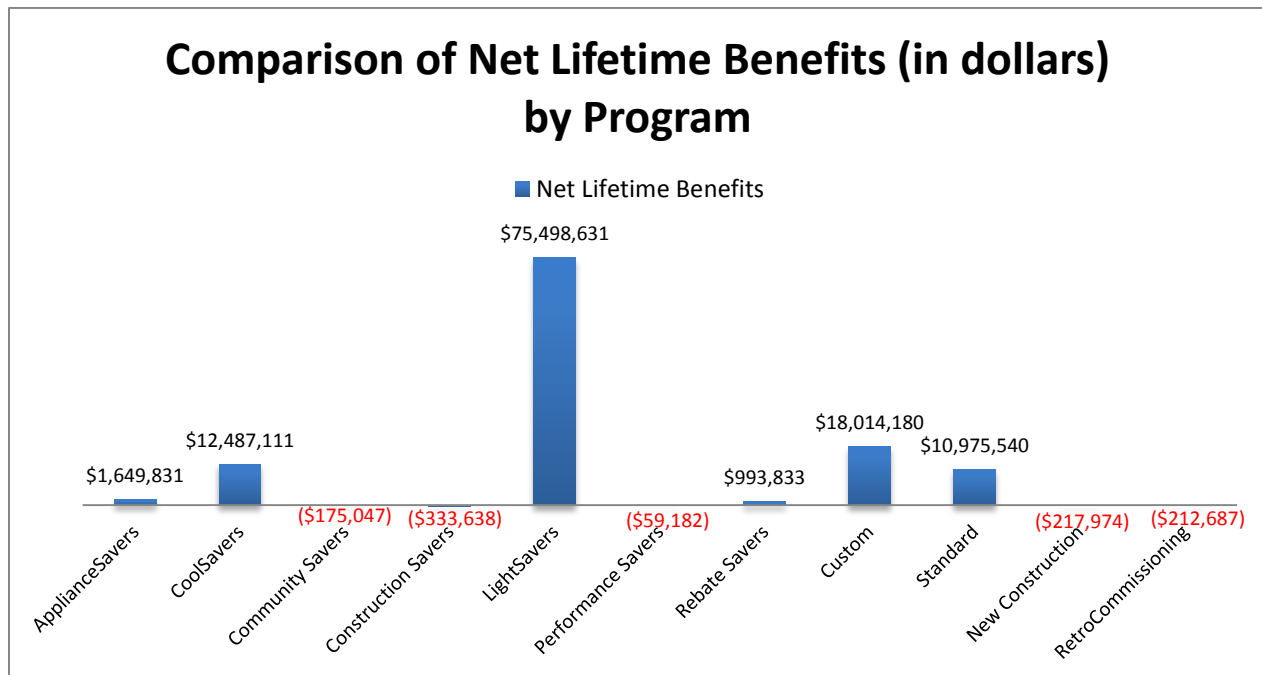 Comparison of Net Lifetime Benefits (in dollars)
by Program
Net Lifetime Benefits
$75,498,631
$18,014,180
$12,487,111
$10,975,540
$1,649,831
$993,833
($175,047)
($333,638)
($59,182)
($217,974)
($212,687)
ApplianceSavers
CoolSavers
Community Savers
Construction Savers
LightSavers
Performance Savers
Rebate Savers
Custom
Standard
New Construction
RetroCommissioning